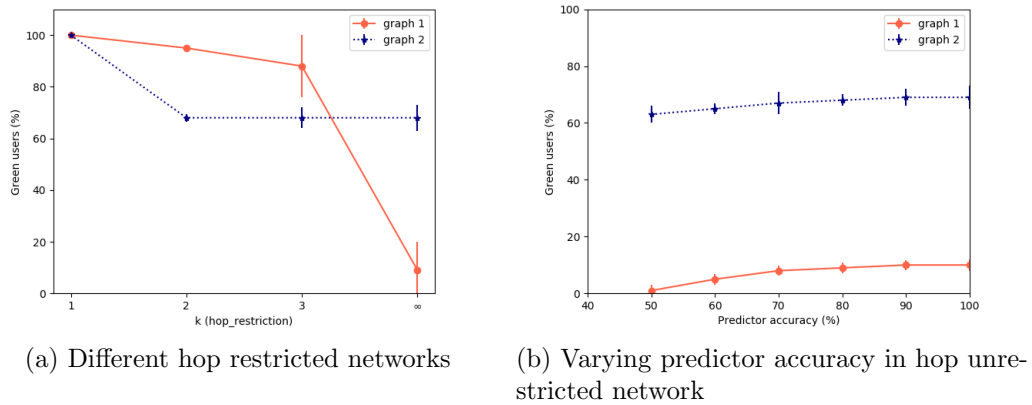 graph 1
graph 2
100
80
60
40
20
0
Green users (%)
1
2
3
∞
k (hop_restriction)
graph 1
graph 2
100
80
60
40
20
0
Green users (%)
40
50
60
70
80
90
100
Predictor accuracy (%)
(a) Different hop restricted networks
(b) Varying predictor accuracy in hop unre-
stricted network